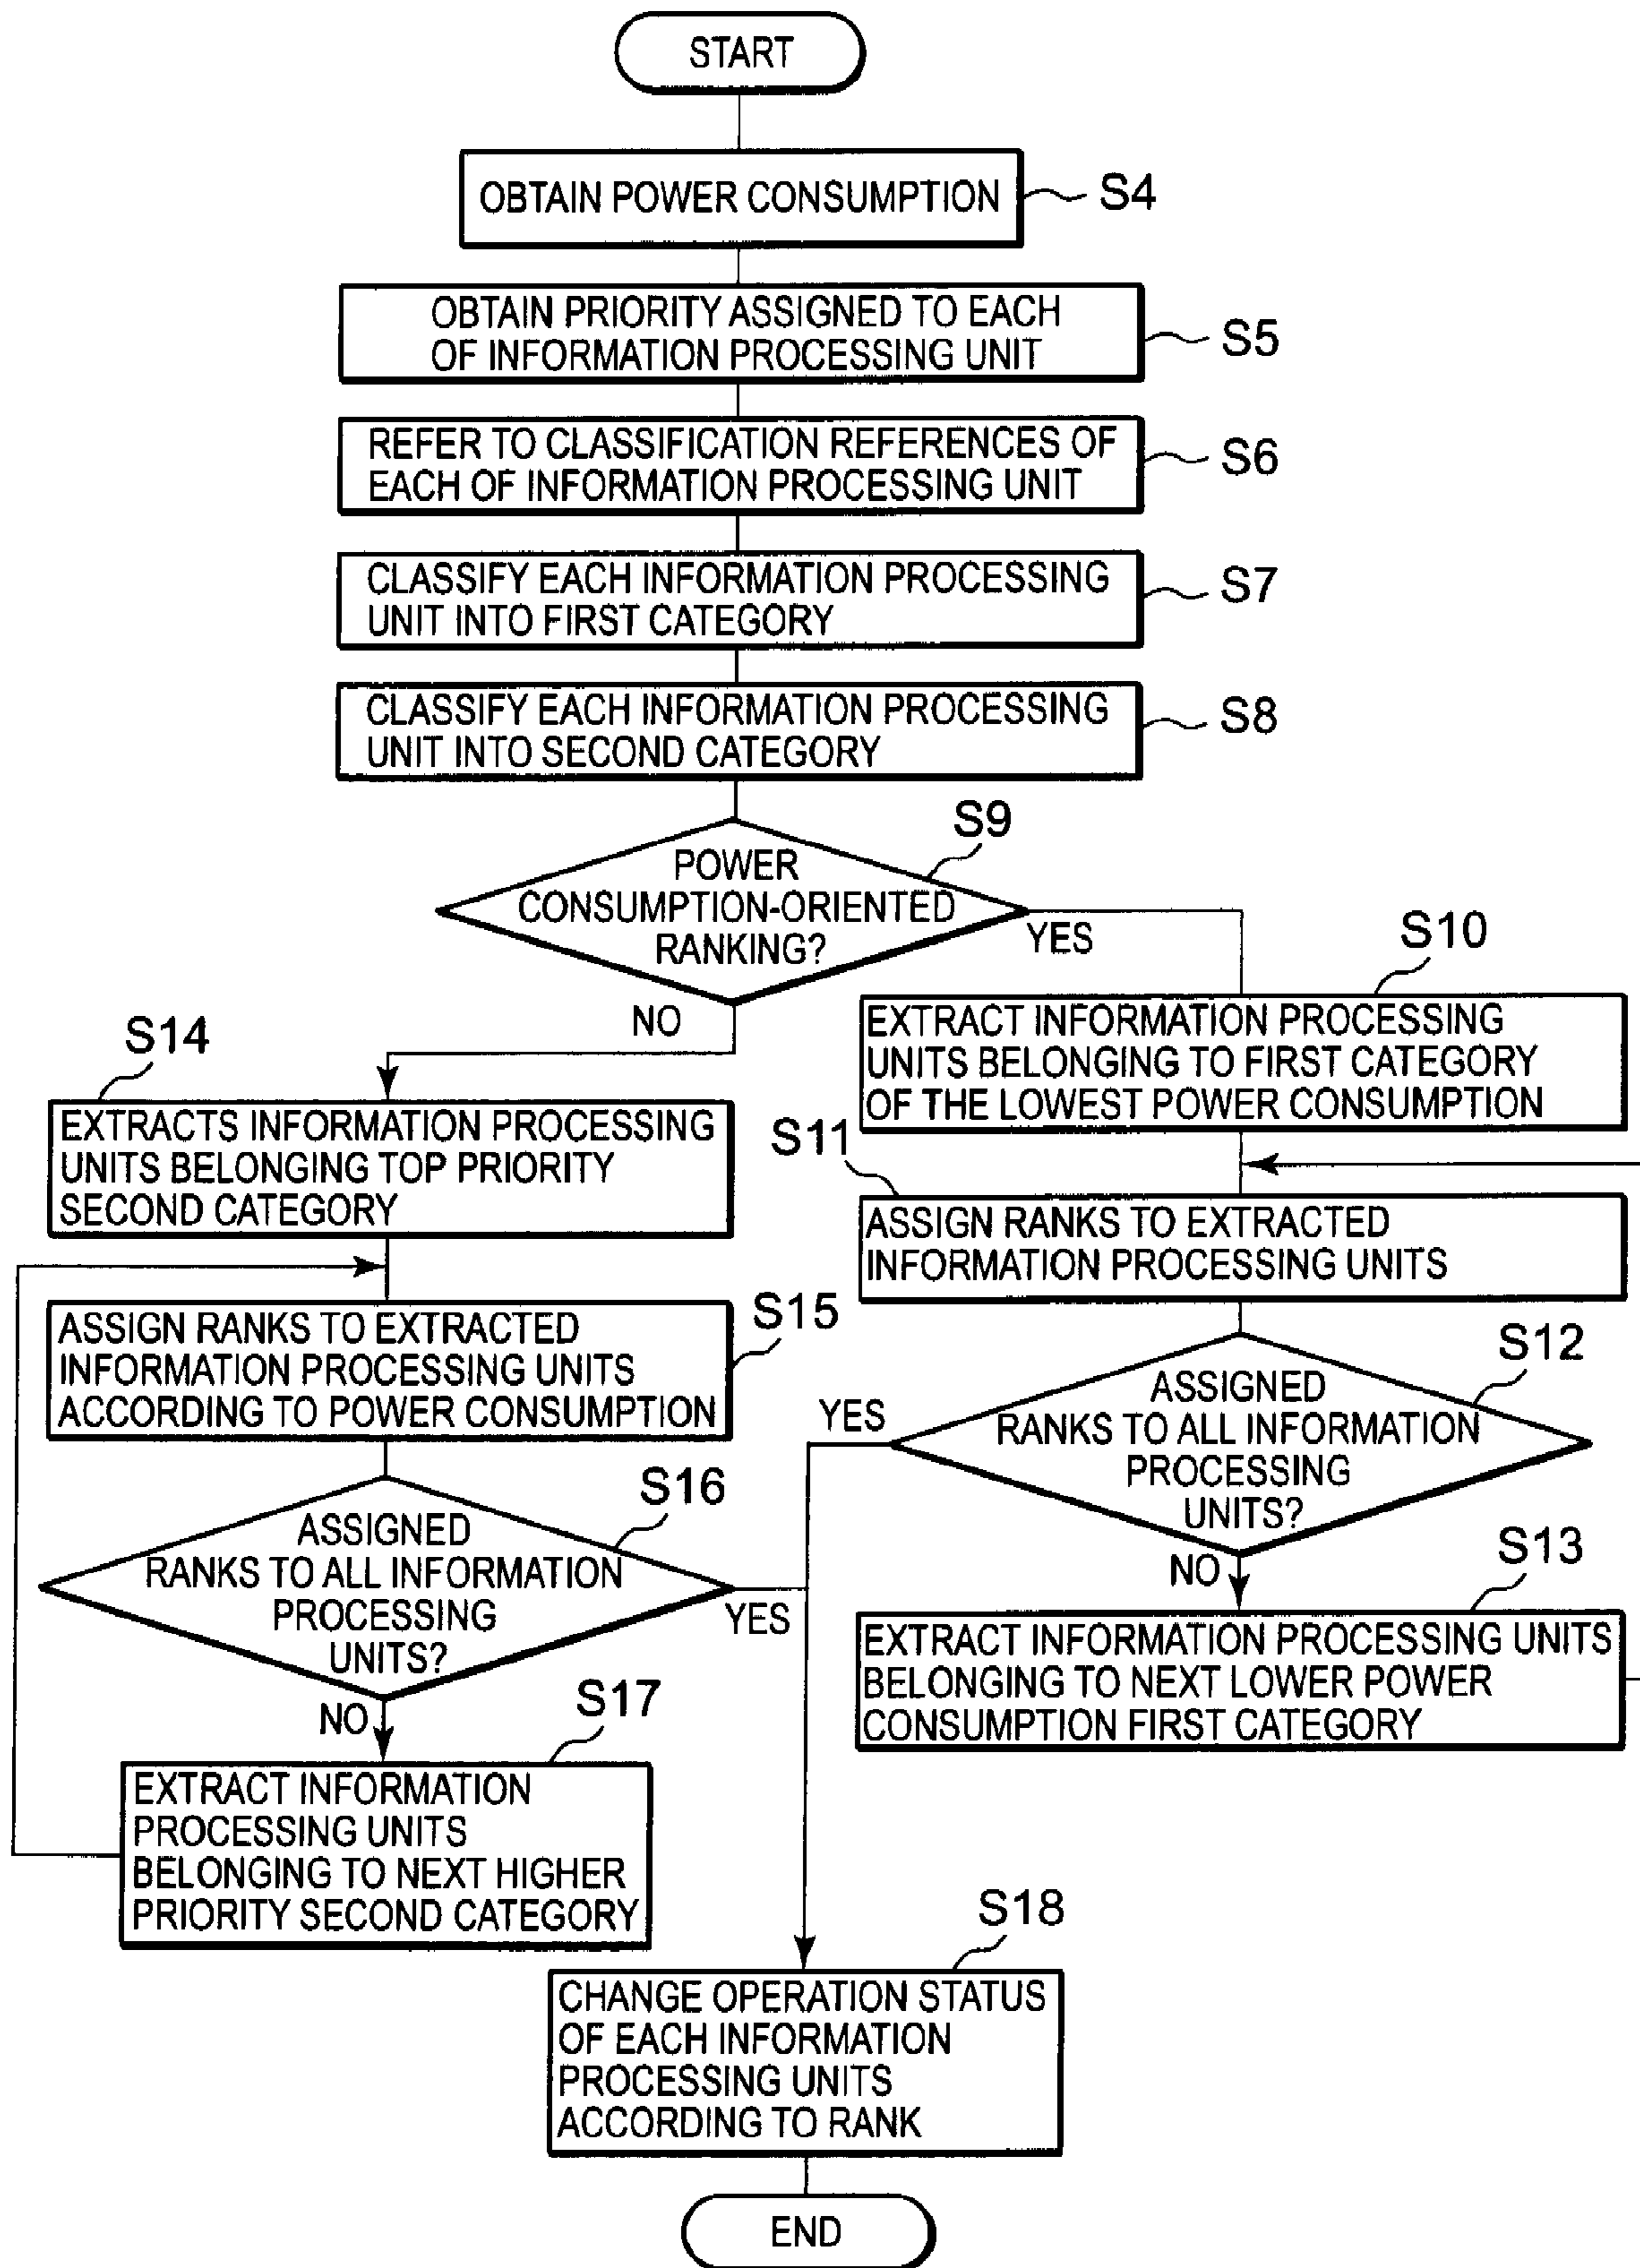 START
OBTAIN POWER CONSUMPTION
S4
OBTAIN PRIORITY ASSIGNED TO EACH
OF INFORMATION PROCESSING UNIT
S5
REFER TO CLASSIFICATION REFERENCES OF
EACH OF INFORMATION PROCESSING UNIT
S6
CLASSIFY EACH INFORMATION PROCESSING
UNIT INTO FIRST CATEGORY
S7
CLASSIFY EACH INFORMATION PROCESSING
UNIT INTO SECOND CATEGORY
S8
S9
POWER
CONSUMPTION-ORIENTED
RANKING?
YES
NO
S10
EXTRACT INFORMATION PROCESSING
UNITS BELONGING TO FIRST CATEGORY
OF THE LOWEST POWER CONSUMPTION
S11
ASSIGN RANKS TO EXTRACTED
INFORMATION PROCESSING UNITS
S12
ASSIGNED
RANKS TO ALL INFORMATION
PROCESSING
UNITS?
YES
NO
S13
EXTRACT INFORMATION PROCESSING UNITS
BELONGING TO NEXT LOWER POWER
CONSUMPTION FIRST CATEGORY
S14
EXTRACTS INFORMATION PROCESSING
UNITS BELONGING TOP PRIORITY
SECOND CATEGORY
S15
ASSIGN RANKS TO EXTRACTED
INFORMATION PROCESSING UNITS
ACCORDING TO POWER CONSUMPTION
S16
ASSIGNED
RANKS TO ALL INFORMATION
PROCESSING
UNITS?
YES
NO
S17
EXTRACT INFORMATION
PROCESSING UNITS
BELONGING TO NEXT HIGHER
PRIORITY SECOND CATEGORY
S18
CHANGE OPERATION STATUS
OF EACH INFORMATION
PROCESSING UNITS
ACCORDING TO RANK
END